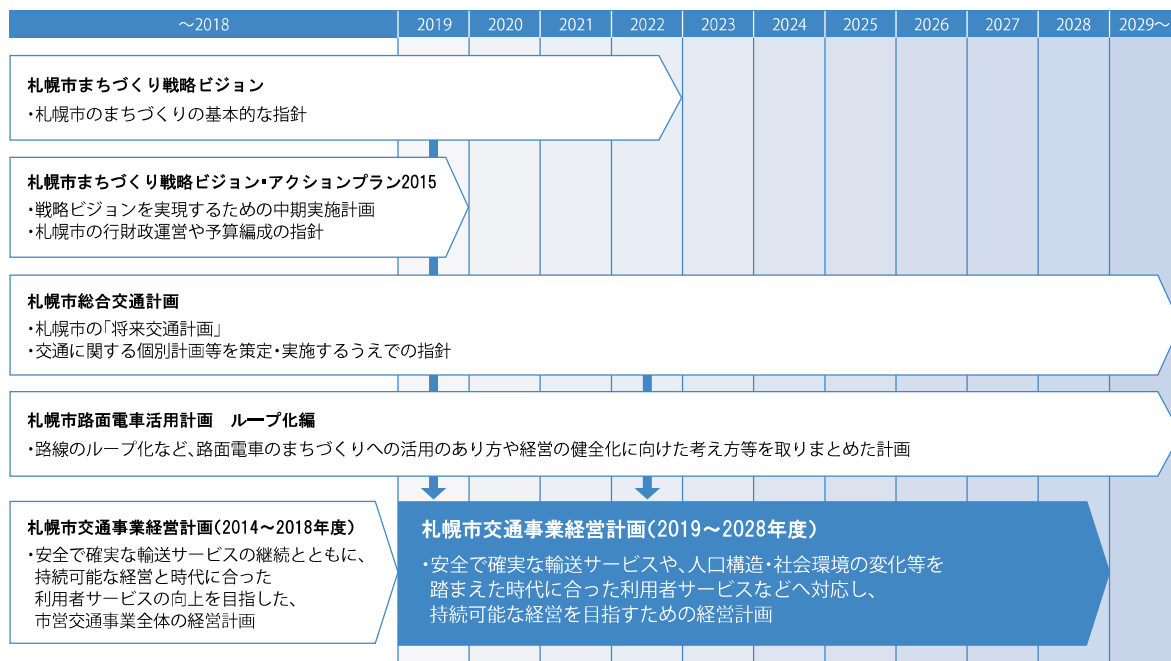 ～2018 2019 2020 2021 2022 2023 2024 2025 2026 2027 2028 2029～
札幌市まちづくり戦略ビジョン
・札幌市のまちづくりの基本的な指針
札幌市まちづくり戦略ビジョン・アクションプラン2015
・戦略ビジョンを実現するための中期実施計画
・札幌市の行財政運営や予算編成の指針
札幌市総合交通計画
・札幌市の「将来交通計画」
・交通に関する個別計画等を策定・実施するうえでの指針
札幌市路面電車活用計画　ループ化編
・路線のループ化など、路面電車のまちづくりへの活用のあり方や経営の健全化に向けた考え方等を取りまとめた計画
札幌市交通事業経営計画(2014～2018年度)
・安全で確実な輸送サービスの継続とともに、
持続可能な経営と時代に合った
利用者サービスの向上を目指した、
市営交通事業全体の経営計画
札幌市交通事業経営計画(2019～2028年度)
・安全で確実な輸送サービスや、人口構造・社会環境の変化等を
踏まえた時代に合った利用者サービスなどへ対応し、
持続可能な経営を目指すための経営計画